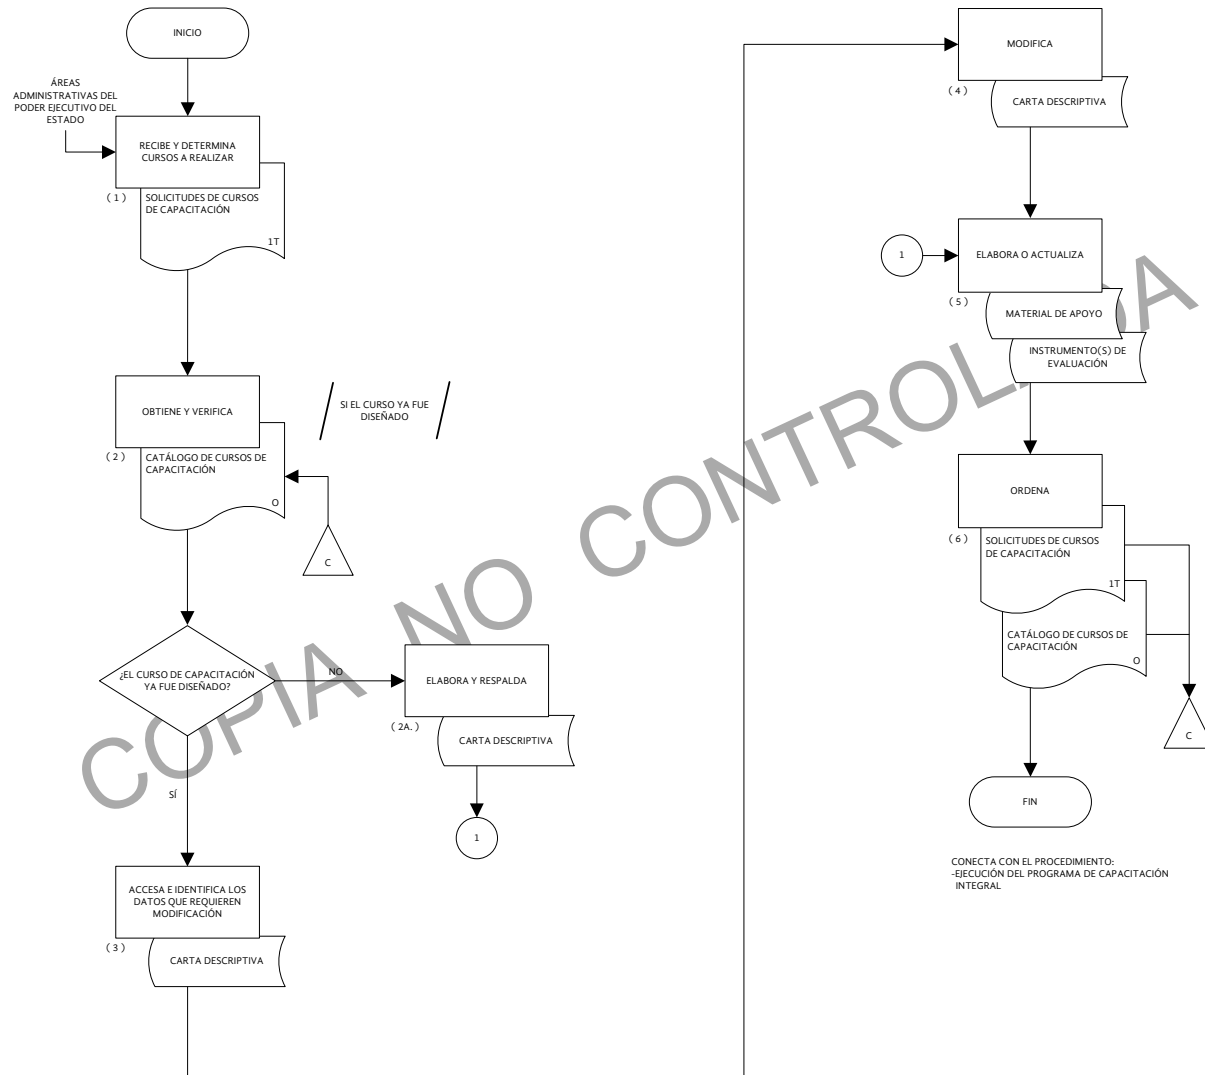 INICIO
ÁREAS
ADMINISTRATIVAS DEL
PODER EJECUTIVO DEL
ESTADO
RECIBE Y DETERMINA
CURSOS A REALIZAR
( 1 )
SOLICITUDES DE CURSOS
DE CAPACITACIÓN
1T
OBTIENE Y VERIFICA
SI EL CURSO YA FUE
DISEÑADO
( 2 )
CATÁLOGO DE CURSOS DE
CAPACITACIÓN
O
C
¿EL CURSO DE CAPACITACIÓN
YA FUE DISEÑADO?
NO
ELABORA Y RESPALDA
( 2A. )
CARTA DESCRIPTIVA
1
SÍ
ACCESA E IDENTIFICA LOS
DATOS QUE REQUIEREN
MODIFICACIÓN
( 3 )
CARTA DESCRIPTIVA
MODIFICA
( 4 )
CARTA DESCRIPTIVA
1
ELABORA O ACTUALIZA
( 5 )
MATERIAL DE APOYO
INSTRUMENTO(S) DE
EVALUACIÓN
ORDENA
( 6 )
SOLICITUDES DE CURSOS
DE CAPACITACIÓN
1T
CATÁLOGO DE CURSOS DE
CAPACITACIÓN
O
C
FIN
CONECTA CON EL PROCEDIMIENTO:
-EJECUCIÓN DEL PROGRAMA DE CAPACITACIÓN
INTEGRAL
COPIA NO CONTROLADA